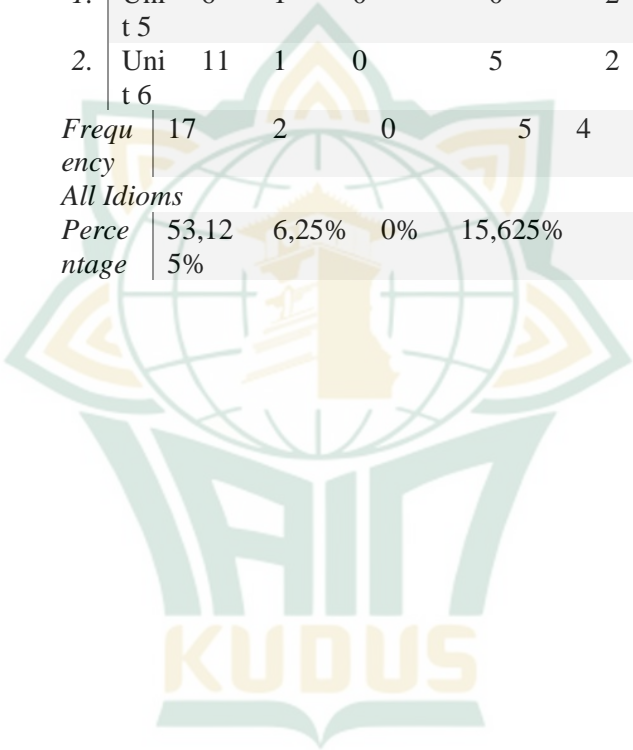 t 5
2. Uni 11 1 0 5 2
t 6
Frequ 17 2 0 5 4
ency
All Idioms
Perce 53,12 6,25% 0% 15,625%
ntage 5%
IAIN
KUDUS